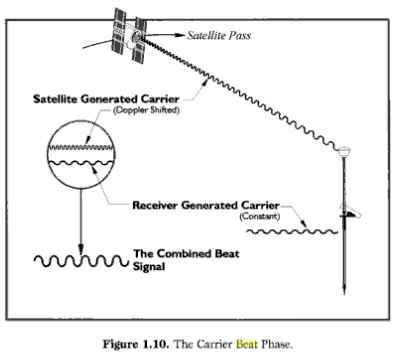 Satellite Pass
Satellite Generated Carrier
(Doppler Shifted)
Receiver Generated Carrier
(Constant)
The Combined Beat
Signal
Figure 1.10. The Carrier Beat Phase.